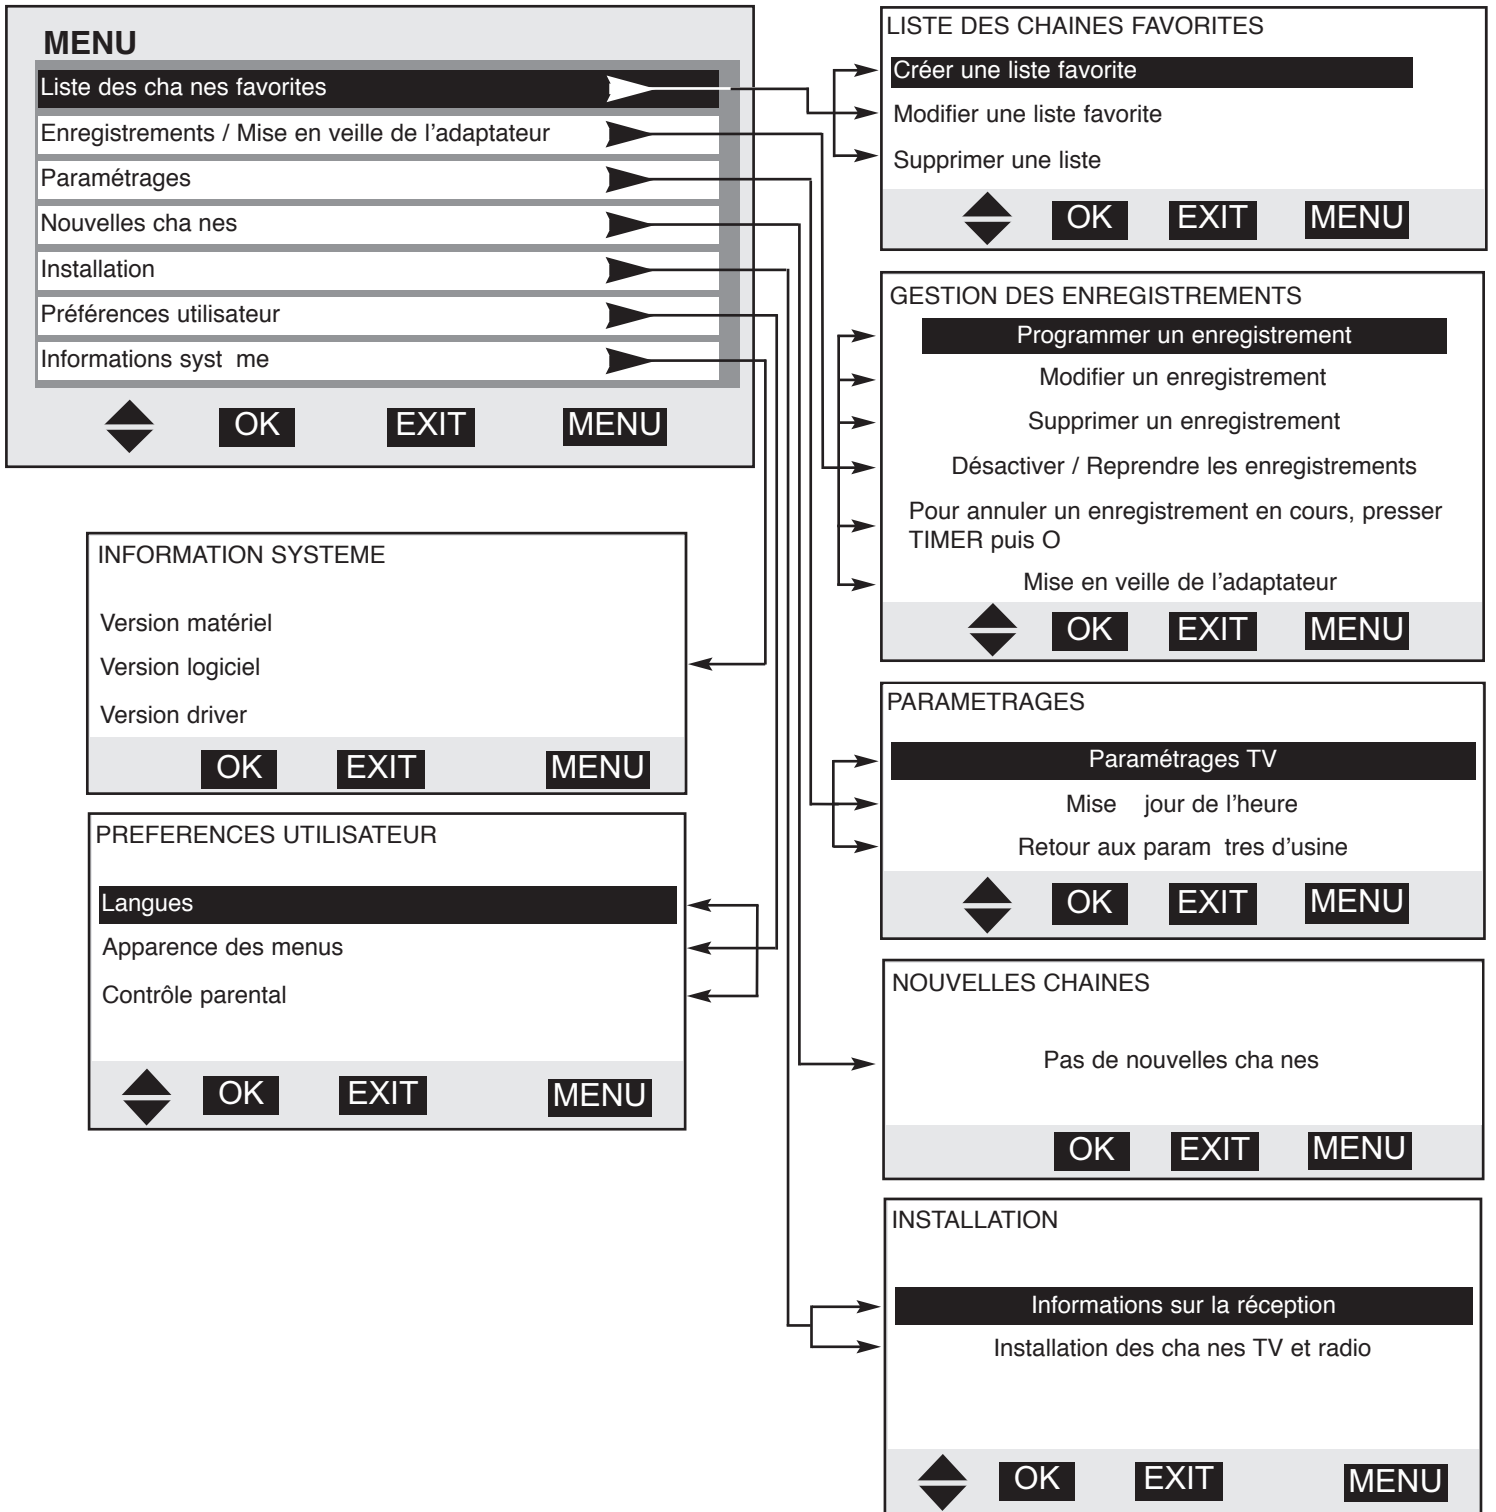 MENU
Liste des cha nes favorites
Enregistrements / Mise en veille de l’adaptateur
Paramétrages
Nouvelles cha nes
Installation
Préférences utilisateur
Informations syst me
OK EXIT MENU
LISTE DES CHAINES FAVORITES
Créer une liste favorite
Modifier une liste favorite
Supprimer une liste
OK EXIT MENU
GESTION DES ENREGISTREMENTS
Programmer un enregistrement
Modifier un enregistrement
Supprimer un enregistrement
Désactiver / Reprendre les enregistrements
Pour annuler un enregistrement en cours, presser
TIMER puis O
Mise en veille de l’adaptateur
OK EXIT MENU
INFORMATION SYSTEME
Version matériel
Version logiciel
Version driver
OK EXIT MENU
PARAMETRAGES
Paramétrages TV
Mise jour de l’heure
Retour aux param tres d’usine
OK EXIT MENU
PREFERENCES UTILISATEUR
Langues
Apparence des menus
Contrôle parental
OK EXIT MENU
NOUVELLES CHAINES
Pas de nouvelles cha nes
OK EXIT MENU
INSTALLATION
Informations sur la réception
Installation des cha nes TV et radio
OK EXIT MENU